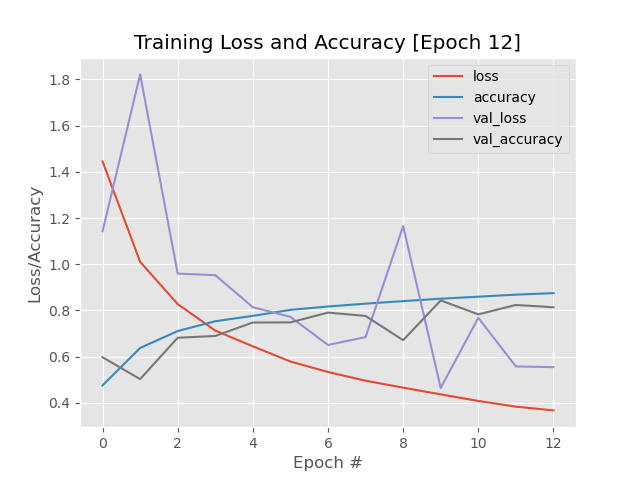 Training Loss and Accuracy [Epoch 12]
loss
accuracy
val_loss
val_accuracy
1.8
1.6
1.4
1.2
1.0
0.8
0.6
0.4
Loss/Accuracy
0 2 4 6 8 10 12
Epoch #